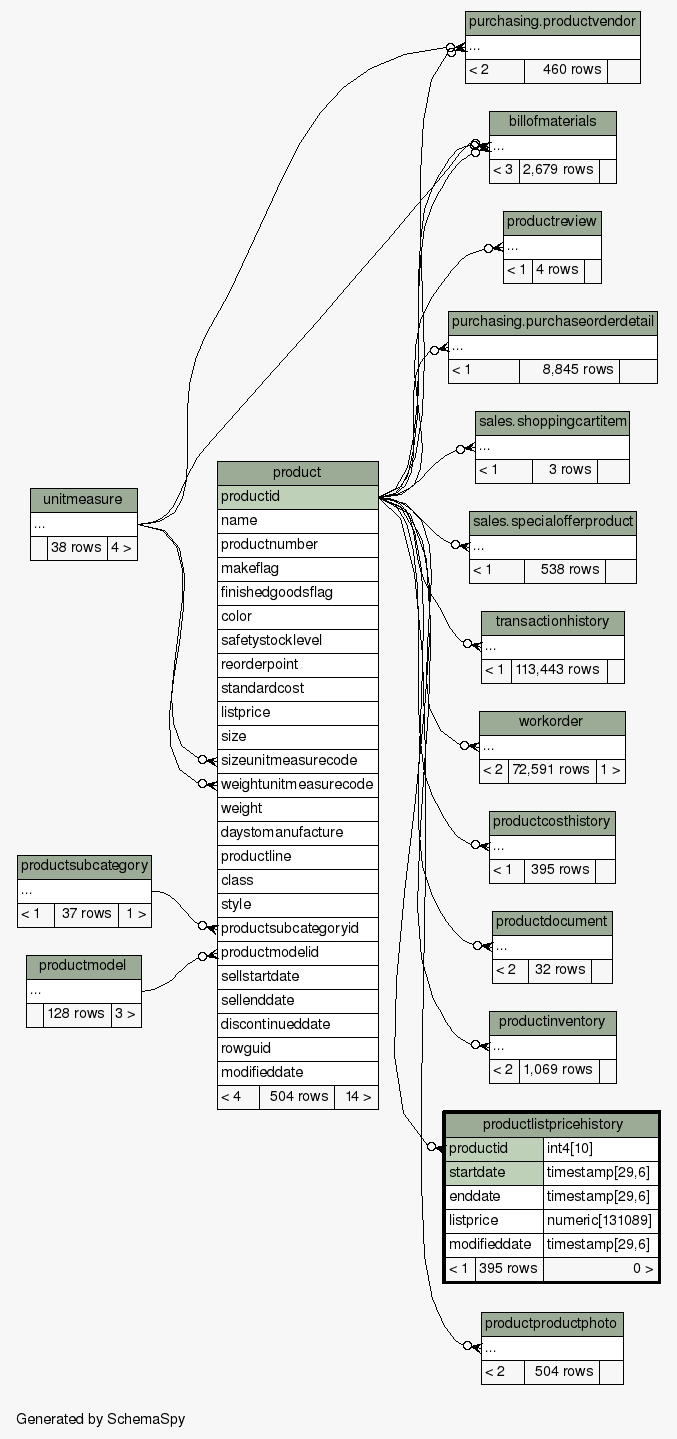 purchasing.productvendor
...
< 2 460 rows
billofmaterials
...
< 3 2,679 rows
productreview
...
< 1 4 rows
purchasing.purchaseorderdetail
...
< 1 8,845 rows
sales.shoppingcartitem
...
< 1 3 rows
sales.specialofferproduct
...
< 1 538 rows
transactionhistory
...
< 1 113,443 rows
workorder
...
< 2 72,591 rows 1 >
productcosthistory
...
< 1 395 rows
productdocument
...
< 2 32 rows
productinventory
...
< 2 1,069 rows
productlistpricehistory
productid int4[10]
startdate timestamp[29,6]
enddate timestamp[29,6]
listprice numeric[131089]
modifieddate timestamp[29,6]
< 1 395 rows 0 >
productproductphoto
...
< 2 504 rows
product
productid
name
productnumber
makeflag
finishedgoodsflag
color
safetystocklevel
reorderpoint
standardcost
listprice
size
sizeunitmeasurecode
weightunitmeasurecode
weight
daystomanufacture
productline
class
style
productsubcategoryid
productmodelid
sellstartdate
sellenddate
discontinueddate
rowguid
modifieddate
< 4 504 rows 14 >
unitmeasure
...
38 rows 4 >
productsubcategory
...
< 1 37 rows 1 >
productmodel
...
128 rows 3 >
Generated by SchemaSpy